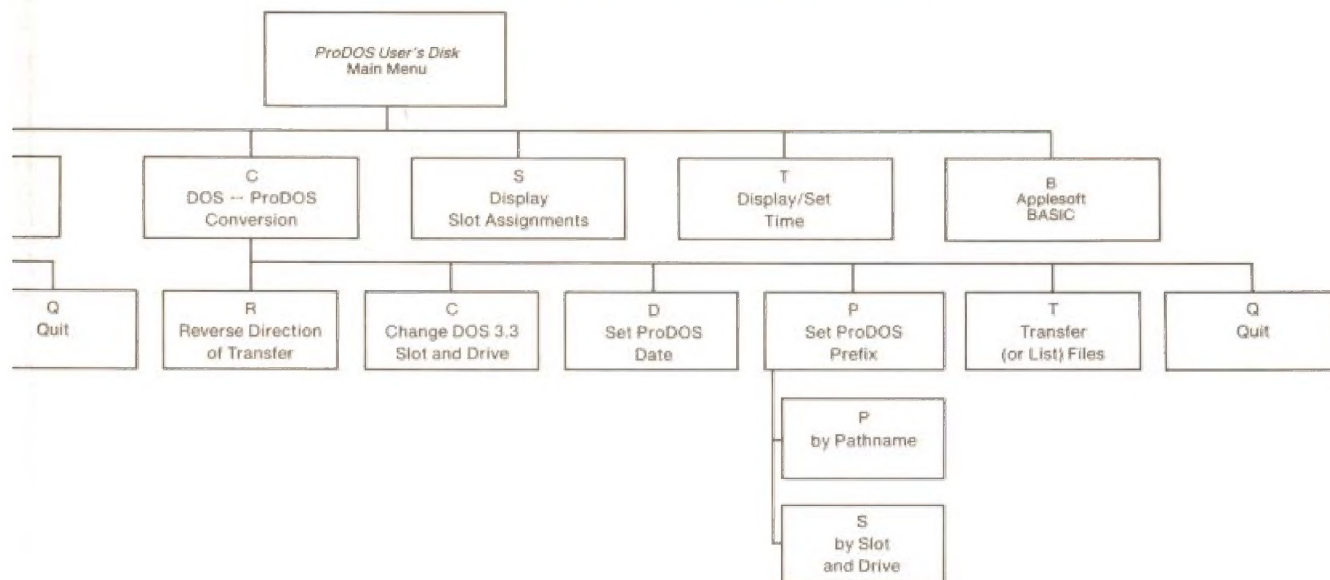 ProDOS User's Disk
Main Menu
C
DOS -- ProDOS
Conversion
S
Display
Slot Assignments
T
Display/Set
Time
B
Applesoft
BASIC
Q
Quit
R
Reverse Direction
of Transfer
C
Change DOS 3.3
Slot and Drive
D
Set ProDOS
Date
P
Set ProDOS
Prefix
T
Transfer
(or List) Files
Q
Quit
P
by Pathname
S
by Slot
and Drive